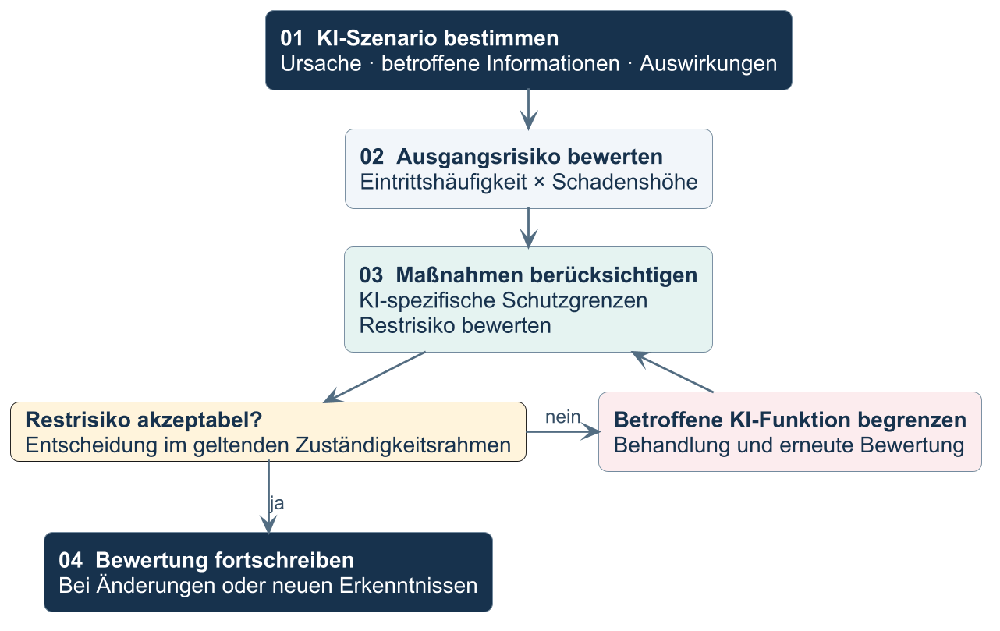 01 KI-Szenario bestimmen
Ursache · betroffene Informationen · Auswirkungen
02 Ausgangsrisiko bewerten
Eintrittshäufigkeit × Schadenshöhe
03 Maßnahmen berücksichtigen
KI-spezifische Schutzgrenzen
Restrisiko bewerten
Restrisiko akzeptabel?
Entscheidung im geltenden Zuständigkeitsrahmen
nein
Betroffene KI-Funktion begrenzen
Behandlung und erneute Bewertung
ja
04 Bewertung fortschreiben
Bei Änderungen oder neuen Erkenntnissen